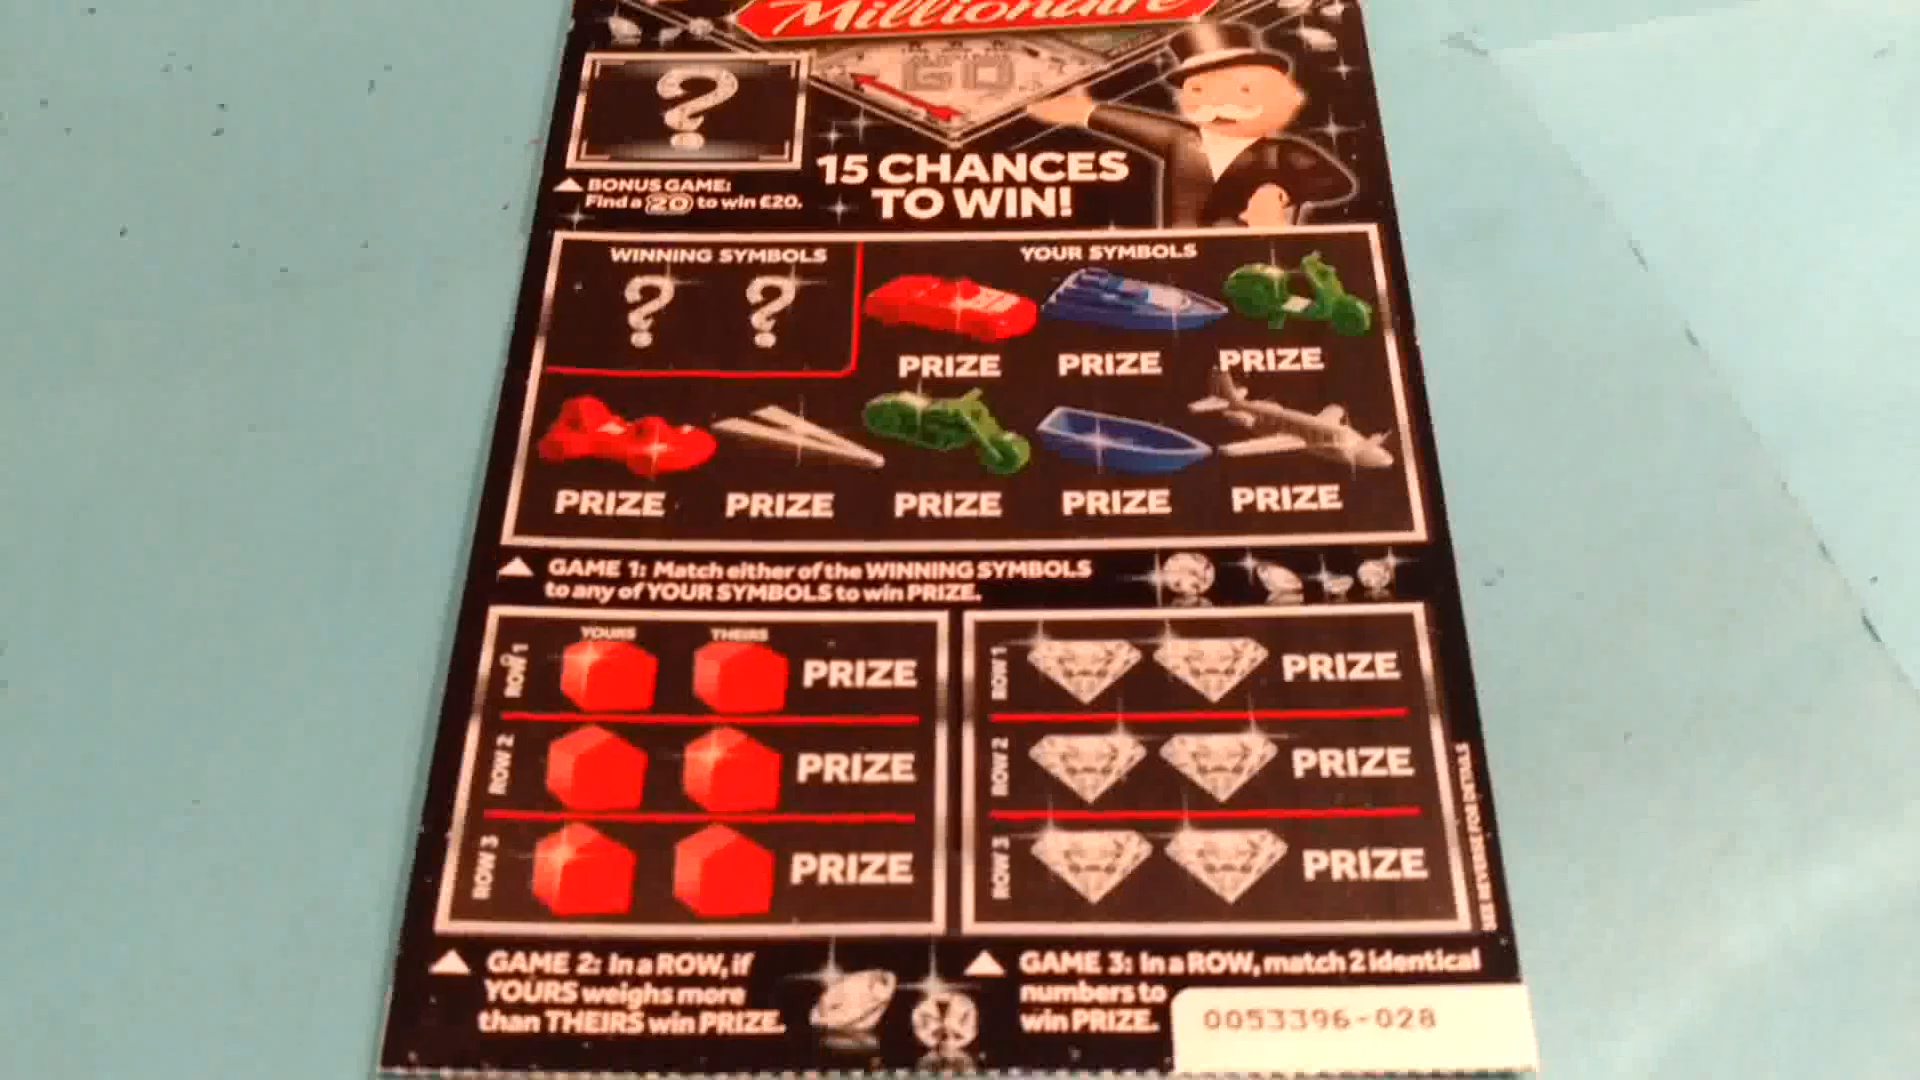 Millionaire
GO
BONUS GAME:
Find a 20 to win £20.
15 CHANCES
TO WIN!
WINNING SYMBOLS
YOUR SYMBOLS
? ?
PRIZE PRIZE PRIZE
PRIZE PRIZE PRIZE PRIZE PRIZE
GAME 1: Match either of the WINNING SYMBOLS
to any of YOUR SYMBOLS to win PRIZE.
YOURS THEIRS
ROW 1 PRIZE
ROW 2 PRIZE
ROW 3 PRIZE
ROW 1 PRIZE
ROW 2 PRIZE
ROW 3 PRIZE
SEE REVERSE FOR DETAILS
GAME 2: In a ROW, if
YOURS weighs more
than THEIRS win PRIZE.
GAME 3: In a ROW, match 2 identical
numbers to
win PRIZE.
0053396-028